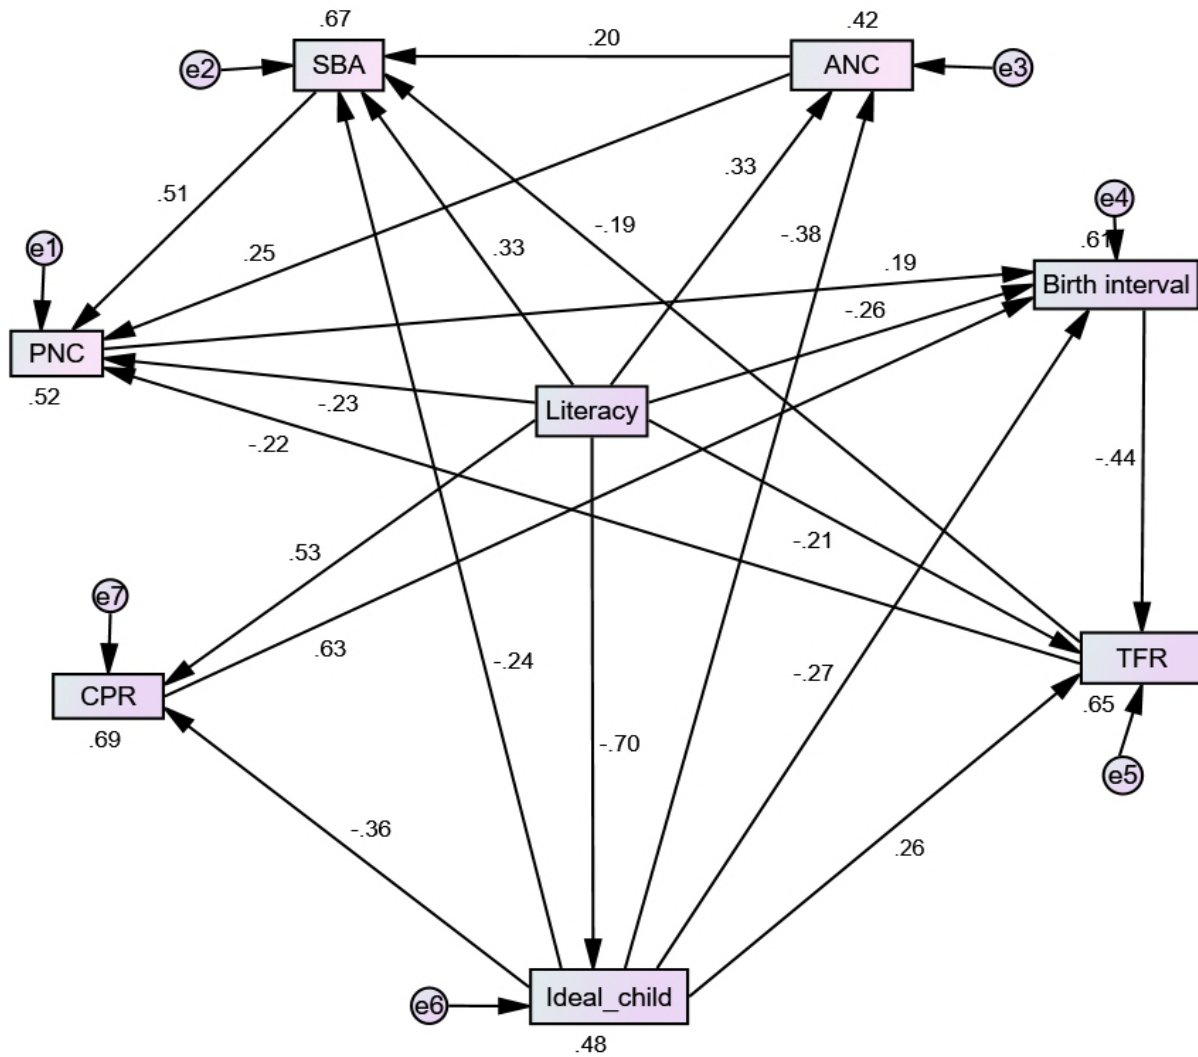 .67
.42
.20
e2
SBA
ANC
e3
.33
.51
e4
-.19
-.38
.61
e1
.33
.25
.19
Birth interval
-.26
PNC
.52
-.23
Literacy
-.22
-.44
-.21
.53
e7
.63
-.24
-.27
TFR
CPR
.65
.69
-.70
e5
-.36
.26
Ideal_child
e6
.48